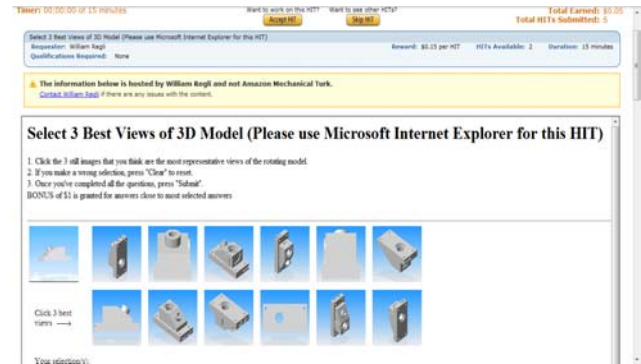 Timer: 00:00:00 of 15 minutes
Want to work on this HIT?
Want to see other HITs?
Accept HIT
Skip HIT
Total Earned: $0.05
Total HITs Submitted: 5
Select 3 Best Views of 3D Model (Please use Microsoft Internet Explorer for this HIT)
Requester: William Regli
Reward: $0.15 per HIT
HITs Available: 2
Duration: 15 minutes
Qualifications Required: None
The information below is hosted by William Regli and not Amazon Mechanical Turk.
Contact William Regli if there are any issues with the content.
Select 3 Best Views of 3D Model (Please use Microsoft Internet Explorer for this HIT)
1. Click the 3 still images that you think are the most representative views of the rotating model.
2. If you make a wrong selection, press "Clear" to reset.
3. Once you've completed all the questions, press "Submit".
BONUS of $1 is granted for answers close to most selected answers
Click 3 best
views ⟶
Your selection(s):